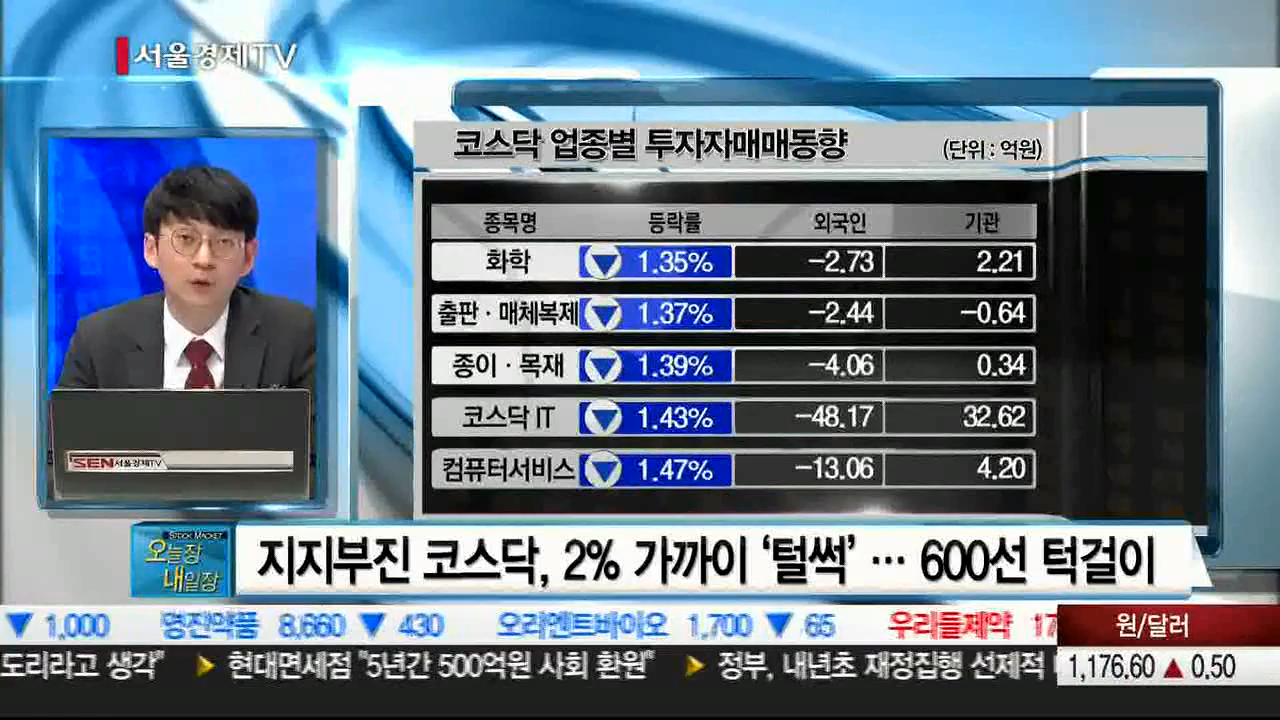 서울경제TV
코스닥 업종별 투자자매매동향 (단위 : 억원)
종목명 등락률 외국인 기관
화학 ▼ 1.35% -2.73 2.21
출판 · 매체복제 ▼ 1.37% -2.44 -0.64
종이 · 목재 ▼ 1.39% -4.06 0.34
코스닥 IT ▼ 1.43% -48.17 32.62
컴퓨터서비스 ▼ 1.47% -13.06 4.20
SEN 서울경제TV
STOCK MARKET
오늘장
내일장
지지부진 코스닥, 2% 가까이 ‘털썩’ … 600선 턱걸이
▼ 1,000 명진약품 8,660 ▼ 430 오리엔트바이오 1,700 ▼ 65 우리들제약 17
원/달러
도리라고 생각" 현대면세점 "5년간 500억원 사회 환원" 정부, 내년초 재정집행 선제적
1,176.60 ▲ 0.50